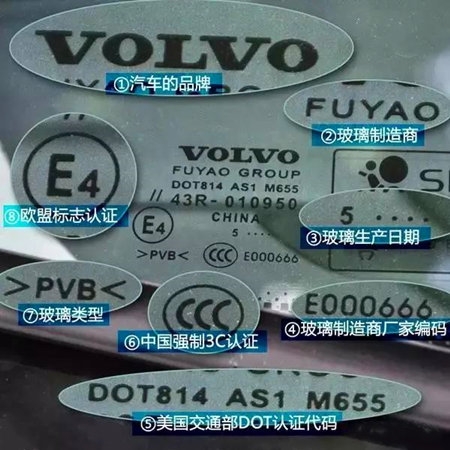 VOLVO
①汽车的品牌
FUYAO
②玻璃制造商
VOLVO
FUYAO GROUP
DOT814 AS1 M655
// 43R-010950
CHINA
5 ....
E4
>PVB< CCC E000666
//
E4
⑧欧盟标志认证
5 ....
③玻璃生产日期
>PVB<
⑦玻璃类型
CCC
⑥中国强制3C认证
E000666
④玻璃制造商厂家编码
DOT814 AS1 M655
⑤美国交通部DOT认证代码